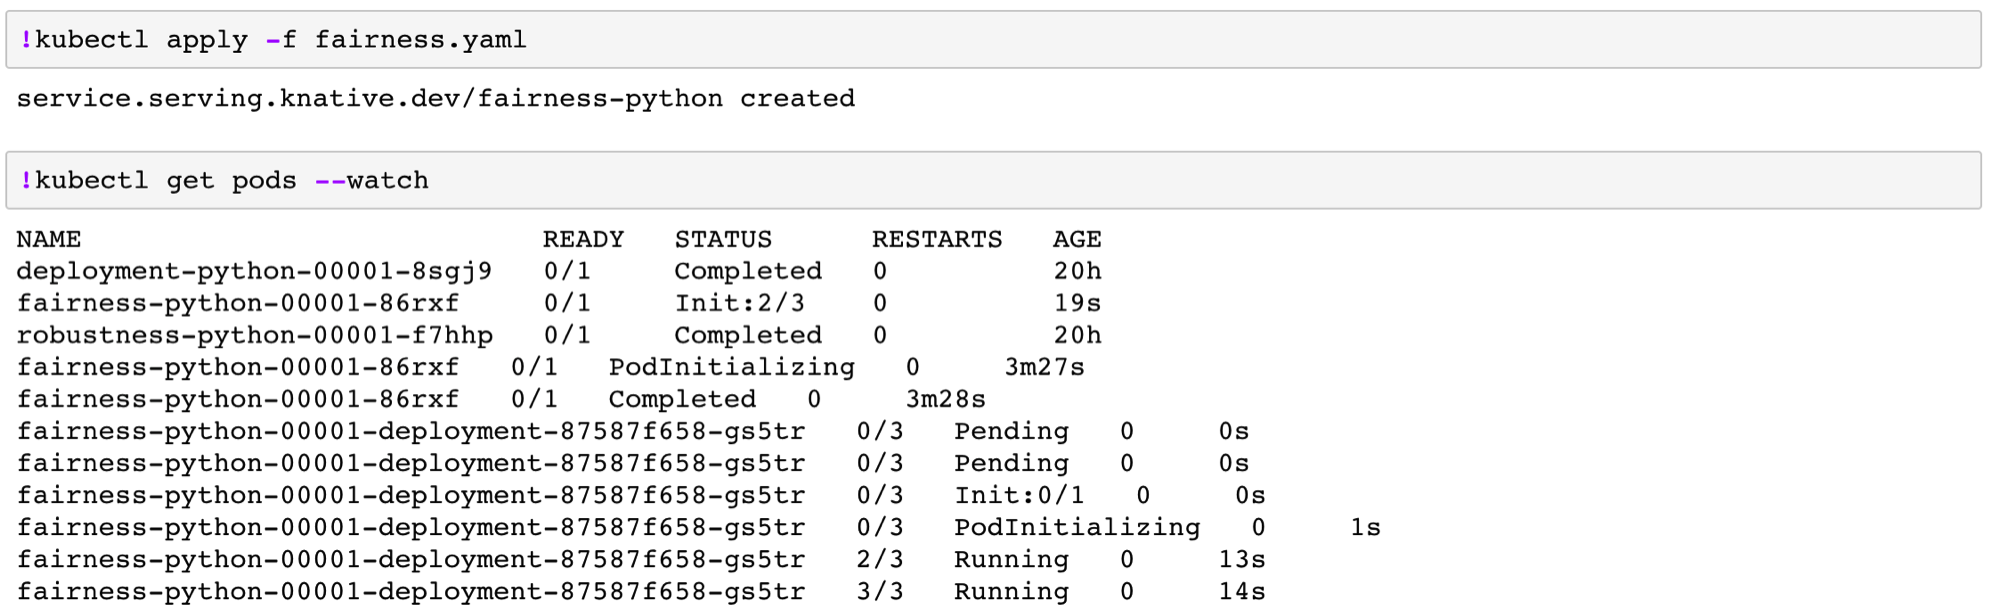 !kubectl apply -f fairness.yaml
service.serving.knative.dev/fairness-python created
!kubectl get pods --watch
NAME                            READY   STATUS      RESTARTS   AGE
deployment-python-00001-8sgj9   0/1     Completed   0          20h
fairness-python-00001-86rxf     0/1     Init:2/3    0          19s
robustness-python-00001-f7hhp   0/1     Completed   0          20h
fairness-python-00001-86rxf   0/1   PodInitializing   0     3m27s
fairness-python-00001-86rxf   0/1   Completed   0     3m28s
fairness-python-00001-deployment-87587f658-gs5tr   0/3   Pending   0     0s
fairness-python-00001-deployment-87587f658-gs5tr   0/3   Pending   0     0s
fairness-python-00001-deployment-87587f658-gs5tr   0/3   Init:0/1   0     0s
fairness-python-00001-deployment-87587f658-gs5tr   0/3   PodInitializing   0     1s
fairness-python-00001-deployment-87587f658-gs5tr   2/3   Running   0     13s
fairness-python-00001-deployment-87587f658-gs5tr   3/3   Running   0     14s